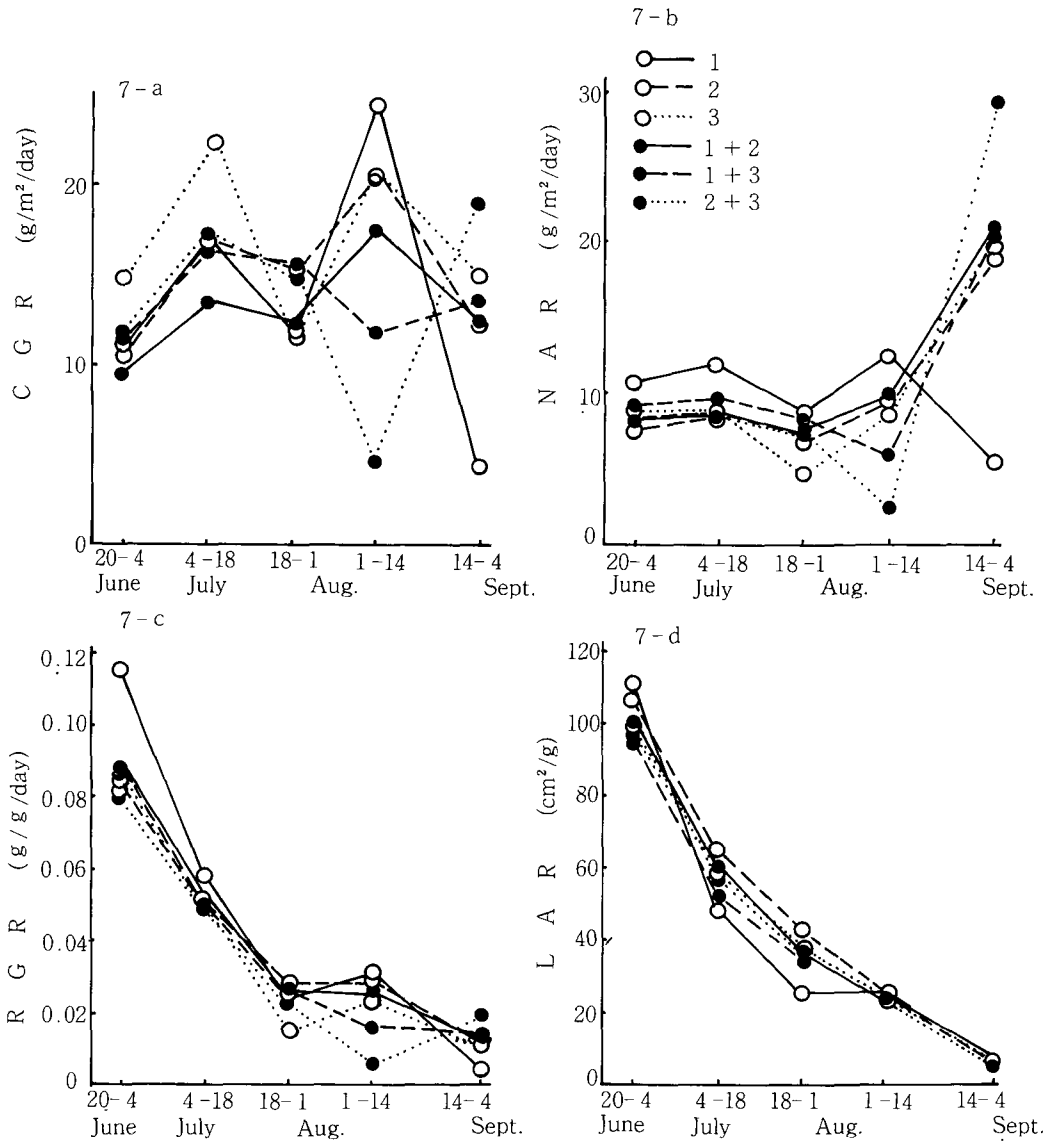 7-a
C G R (g/m²/day)
20
10
0
20-4 4-18 18-1 1-14 14-4
June July Aug. Sept.
7-b
1
2
3
1+2
1+3
2+3
N A R (g/m²/day)
30
20
10
0
20-4 4-18 18-1 1-14 14-4
June July Aug. Sept.
7-c
R G R (g/g/day)
0.12
0.10
0.08
0.06
0.04
0.02
0
20-4 4-18 18-1 1-14 14-4
June July Aug. Sept.
7-d
L A R (cm²/g)
120
100
80
60
40
20
0
20-4 4-18 18-1 1-14 14-4
June July Aug. Sept.